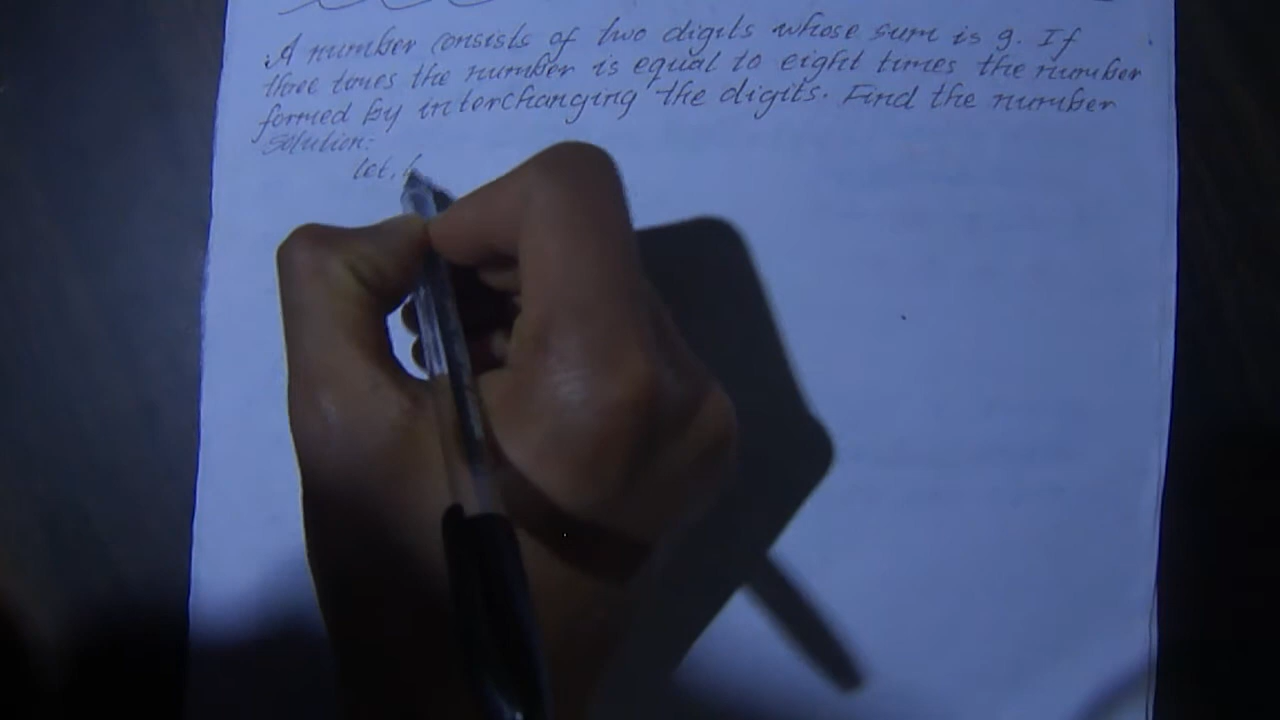 A number consists of two digits whose sum is 9. If
three times the number is equal to eight times the number
formed by interchanging the digits. Find the number
Solution:
let,